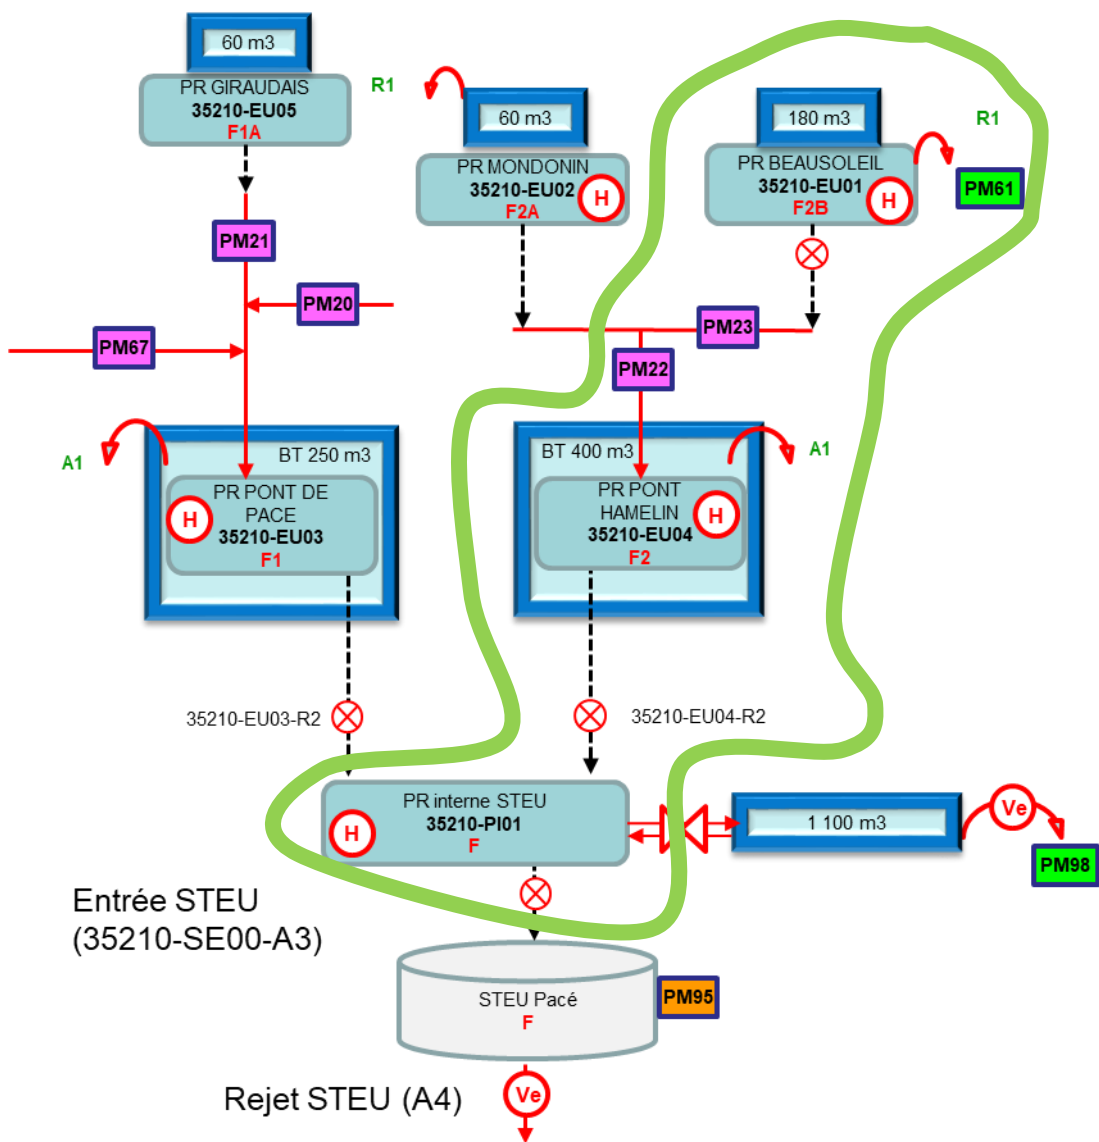 60 m3
PR GIRAUDAIS
35210-EU05
F1A
R1
60 m3
PR MONDONIN
35210-EU02
F2A
H
180 m3
PR BEAUSOLEIL
35210-EU01
F2B
H
R1
PM61
PM21
PM20
PM67
PM23
PM22
A1
BT 250 m3
PR PONT DE
PACE
35210-EU03
F1
H
BT 400 m3
PR PONT
HAMELIN
35210-EU04
F2
H
A1
35210-EU03-R2
35210-EU04-R2
PR interne STEU
35210-PI01
F
H
1 100 m3
Ve
PM98
Entrée STEU
(35210-SE00-A3)
STEU Pacé
F
PM95
Rejet STEU (A4)
Ve